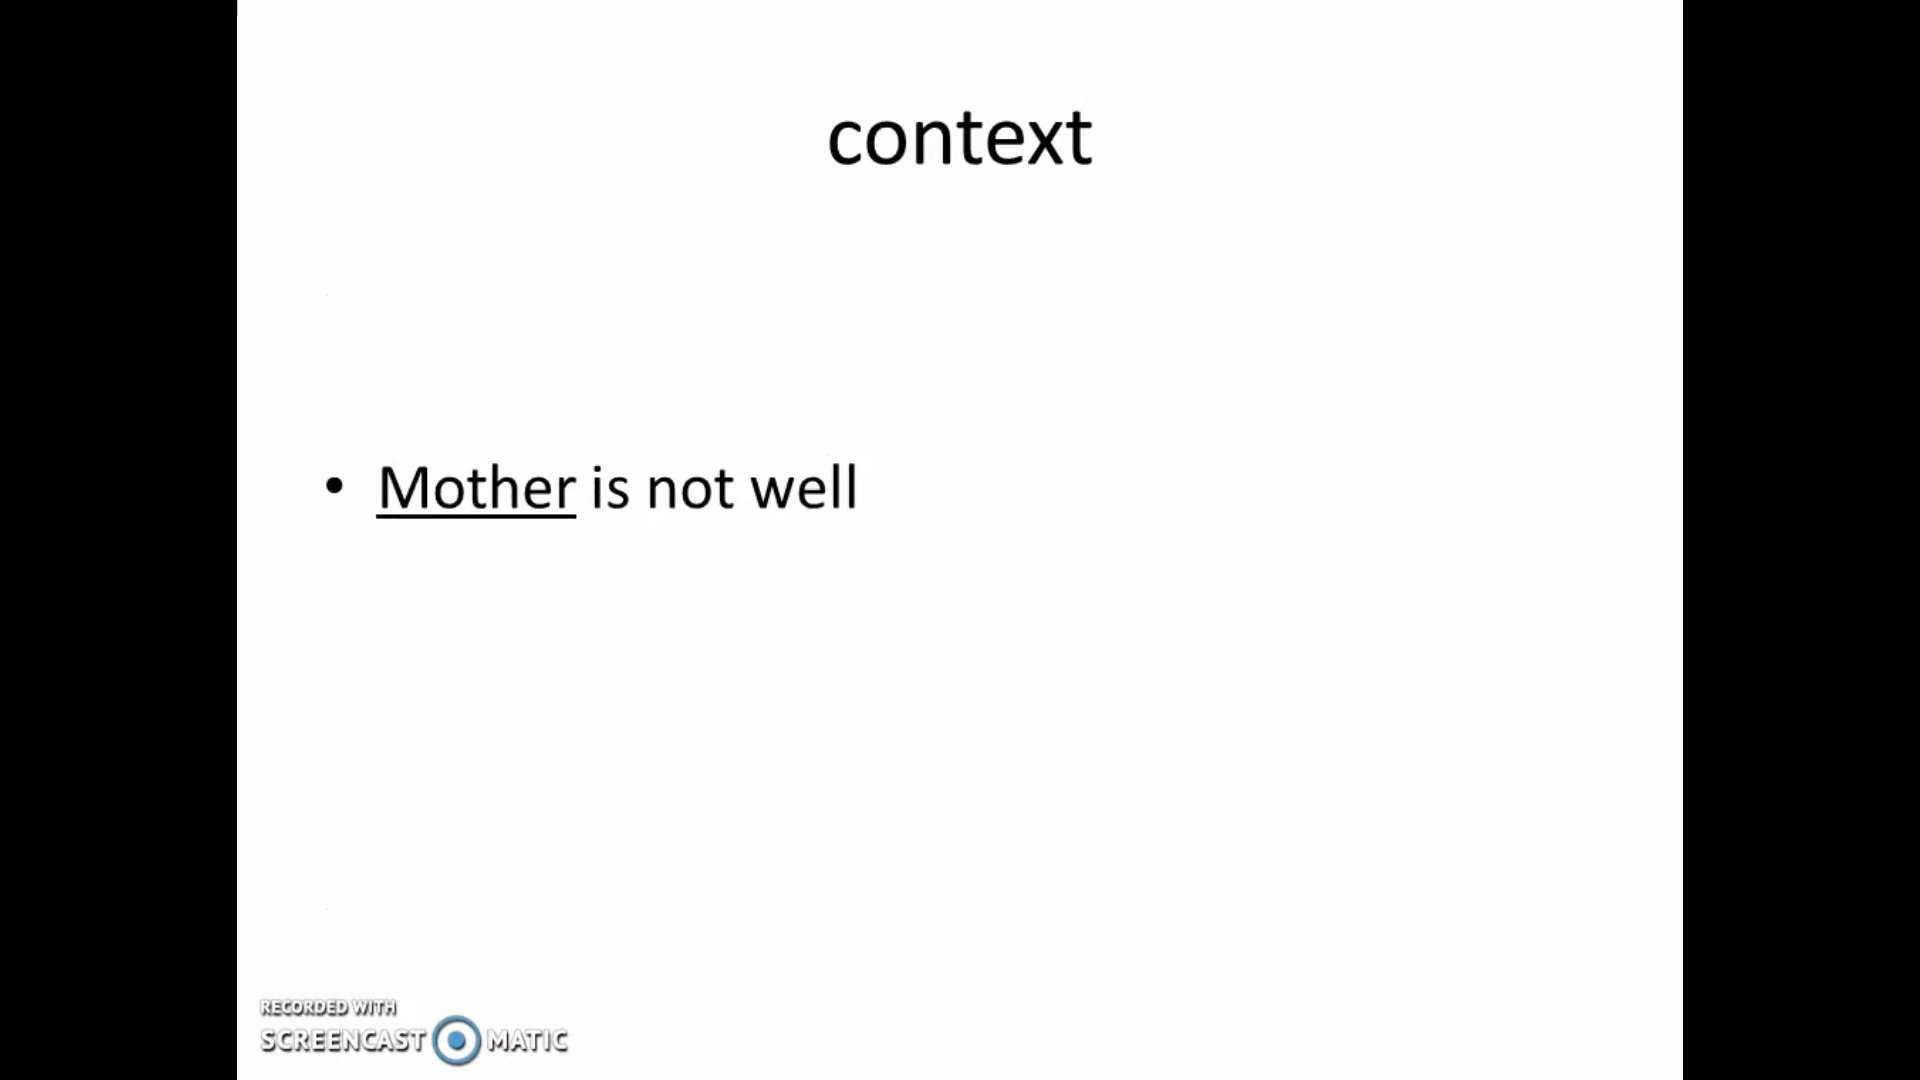 context
• Mother is not well
RECORDED WITH
SCREENCAST MATIC